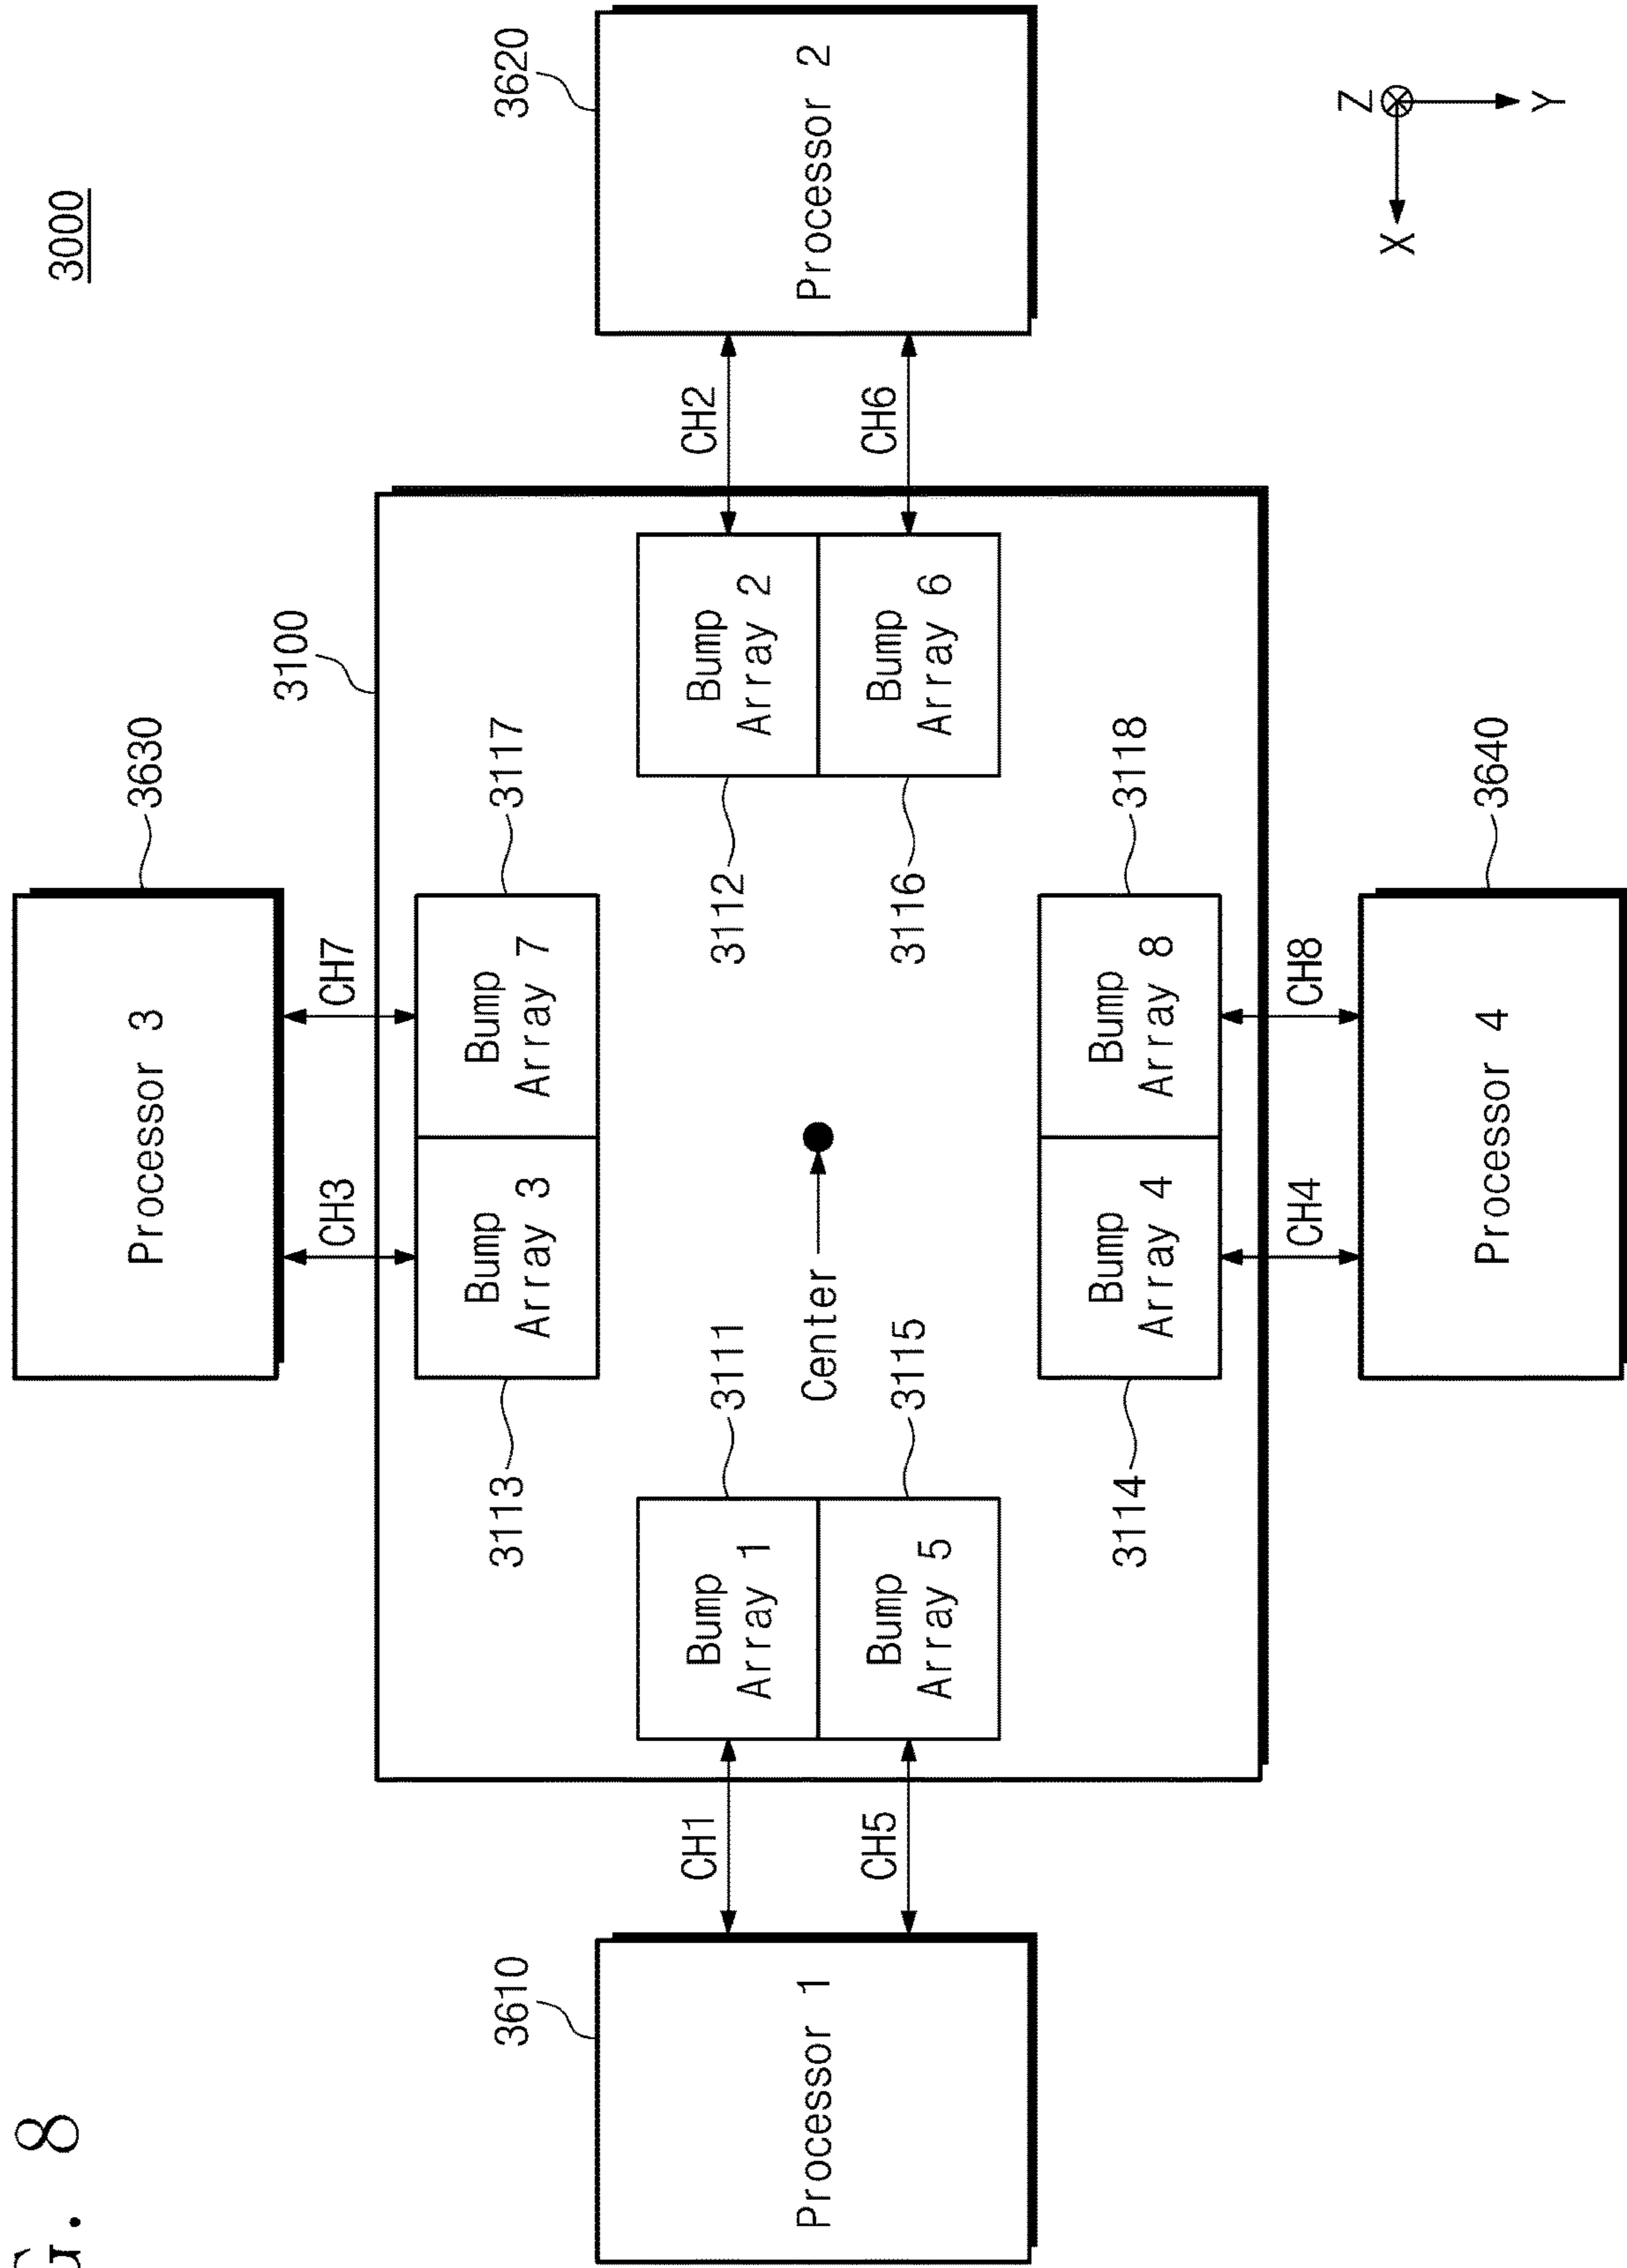 G. 8
3000
Processor 3
3630
CH3
CH7
3100
Bump
Array 3
Bump
Array 7
3113
3117
3610
Processor 1
CH1
CH5
Bump
Array 1
Bump
Array 5
3111
3115
Center
Bump
Array 2
Bump
Array 6
3112
3116
CH2
CH6
3620
Processor 2
Bump
Array 4
Bump
Array 8
3114
3118
CH4
CH8
Processor 4
3640
X
Z
Y